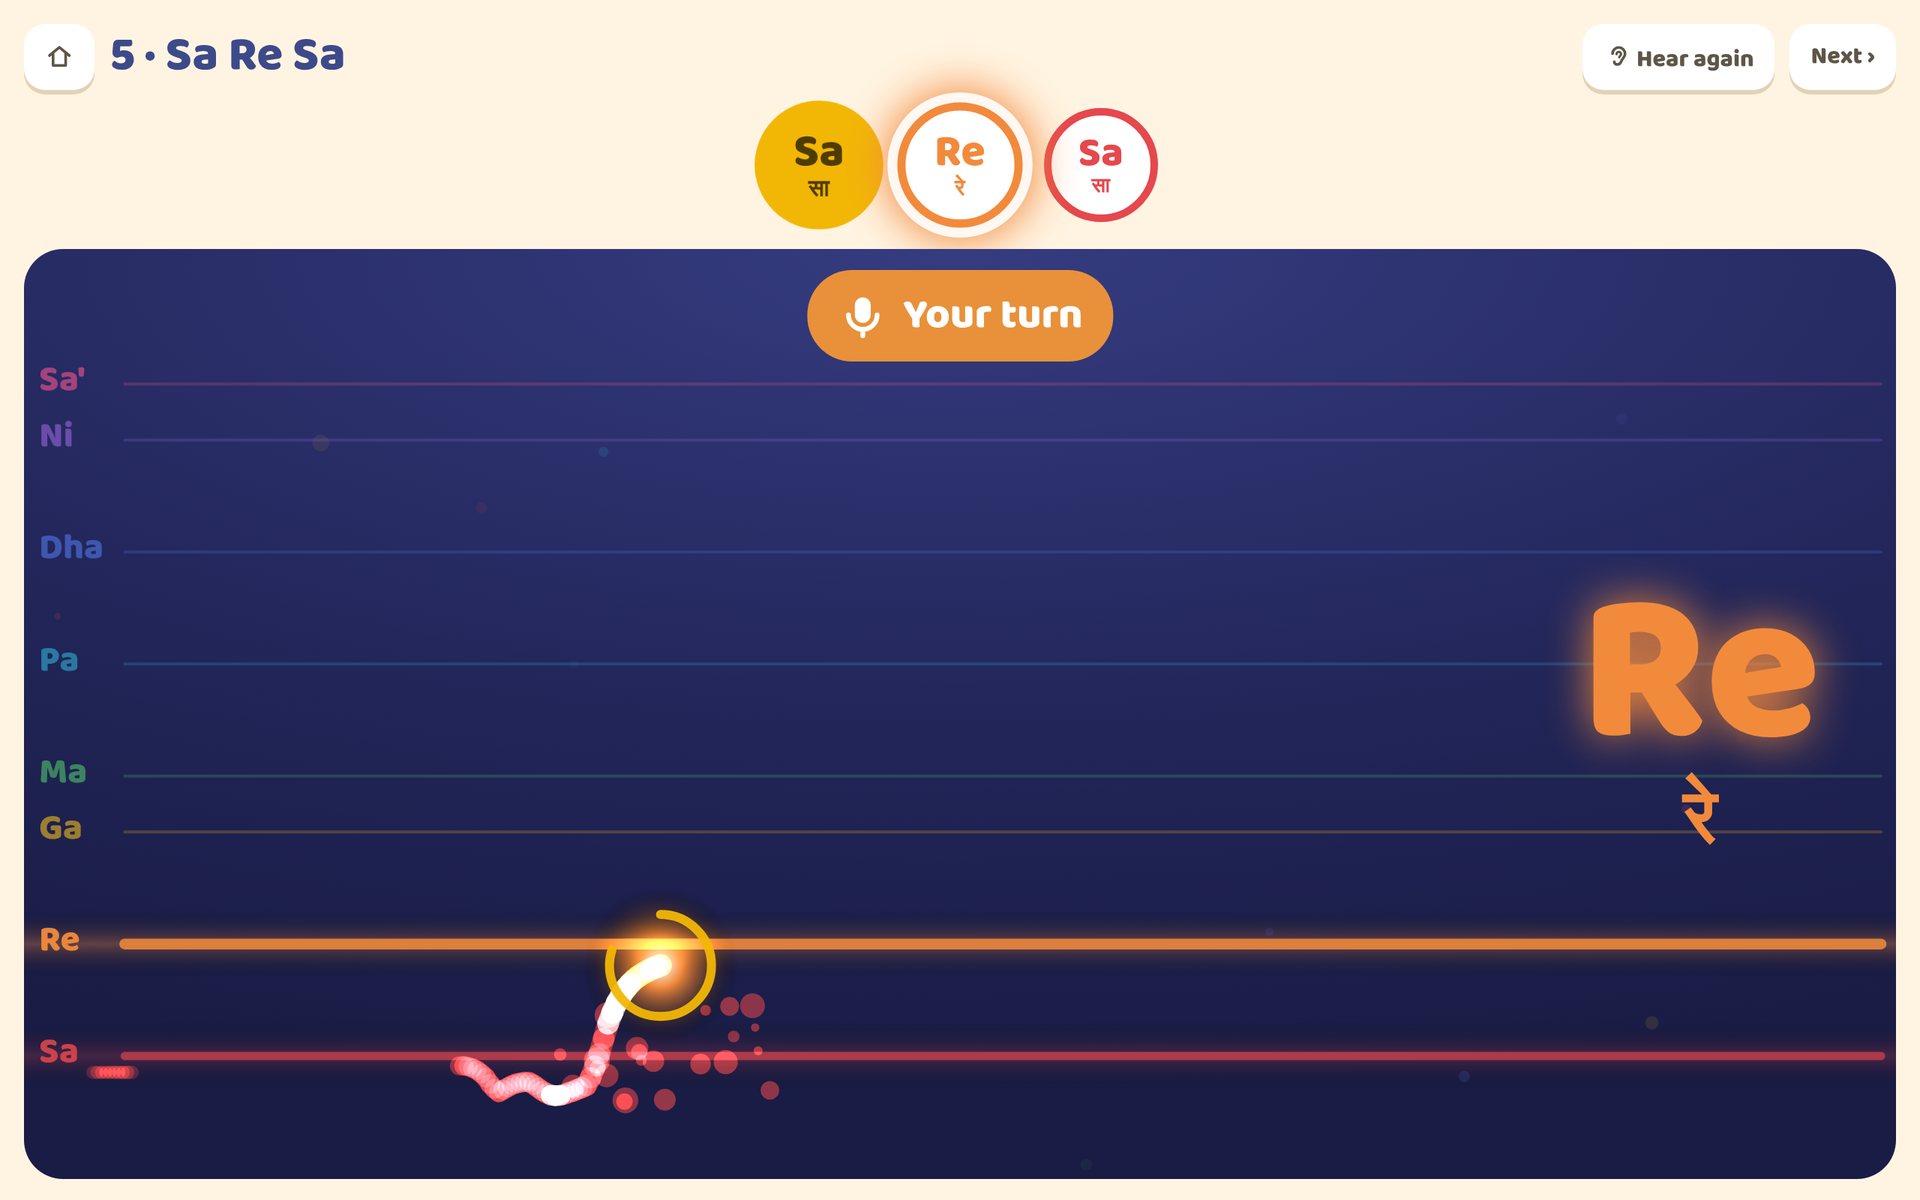 5 · Sa Re Sa
Hear again
Next ›
Sa
सा
Re
रे
Sa
सा
Your turn
Sa'
Ni
Dha
Pa
Ma
Ga
Re
Sa
Re
रे